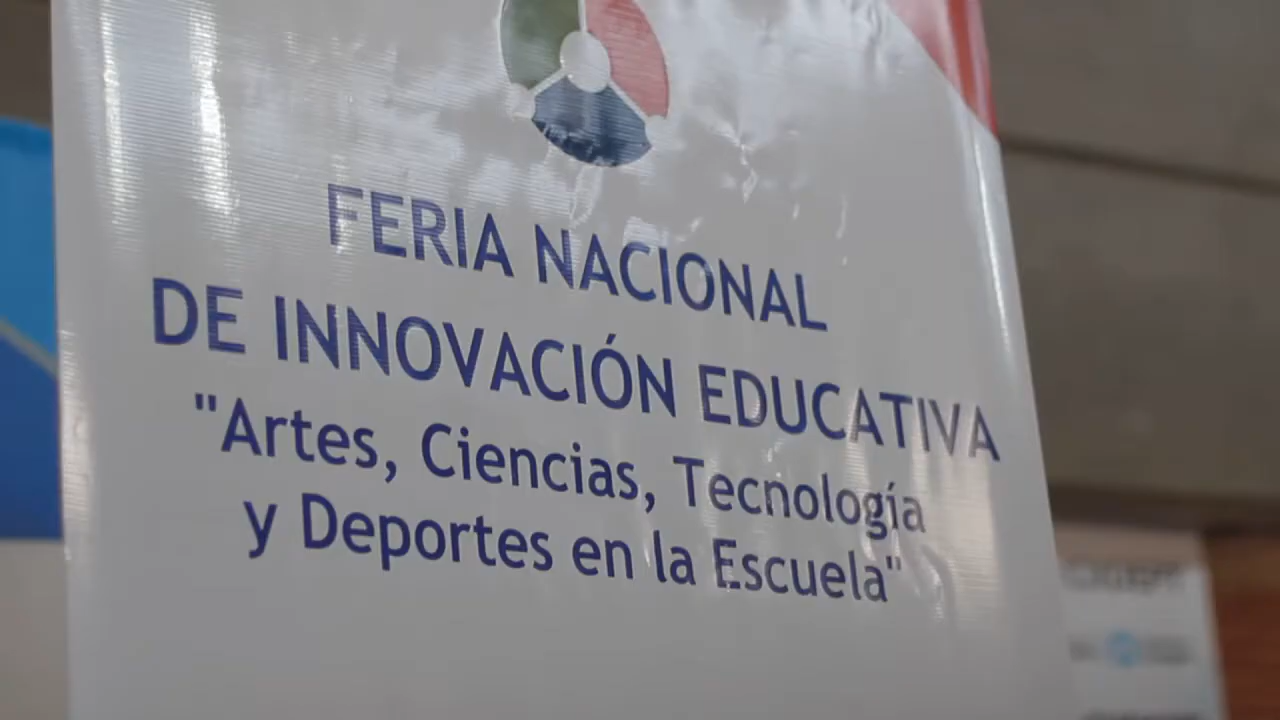 FERIA NACIONAL
DE INNOVACIÓN EDUCATIVA
"Artes, Ciencias, Tecnología
y Deportes en la Escuela"